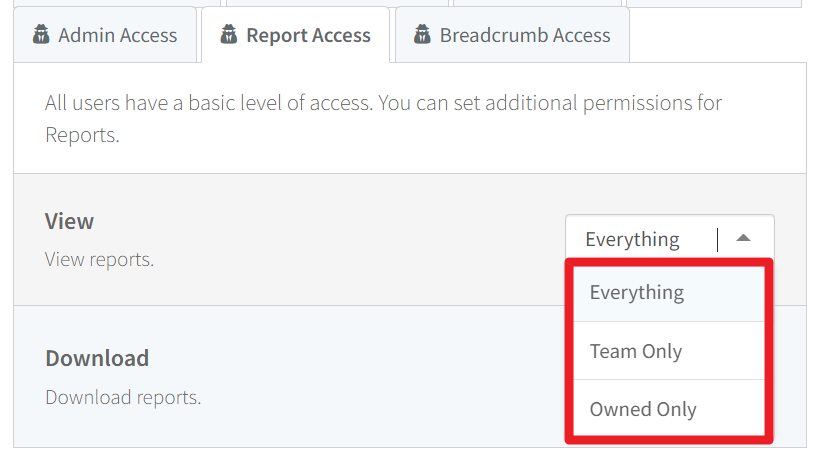 Admin Access
Report Access
Breadcrumb Access
All users have a basic level of access. You can set additional permissions for
Reports.
View
View reports.
Everything
Everything
Team Only
Owned Only
Download
Download reports.